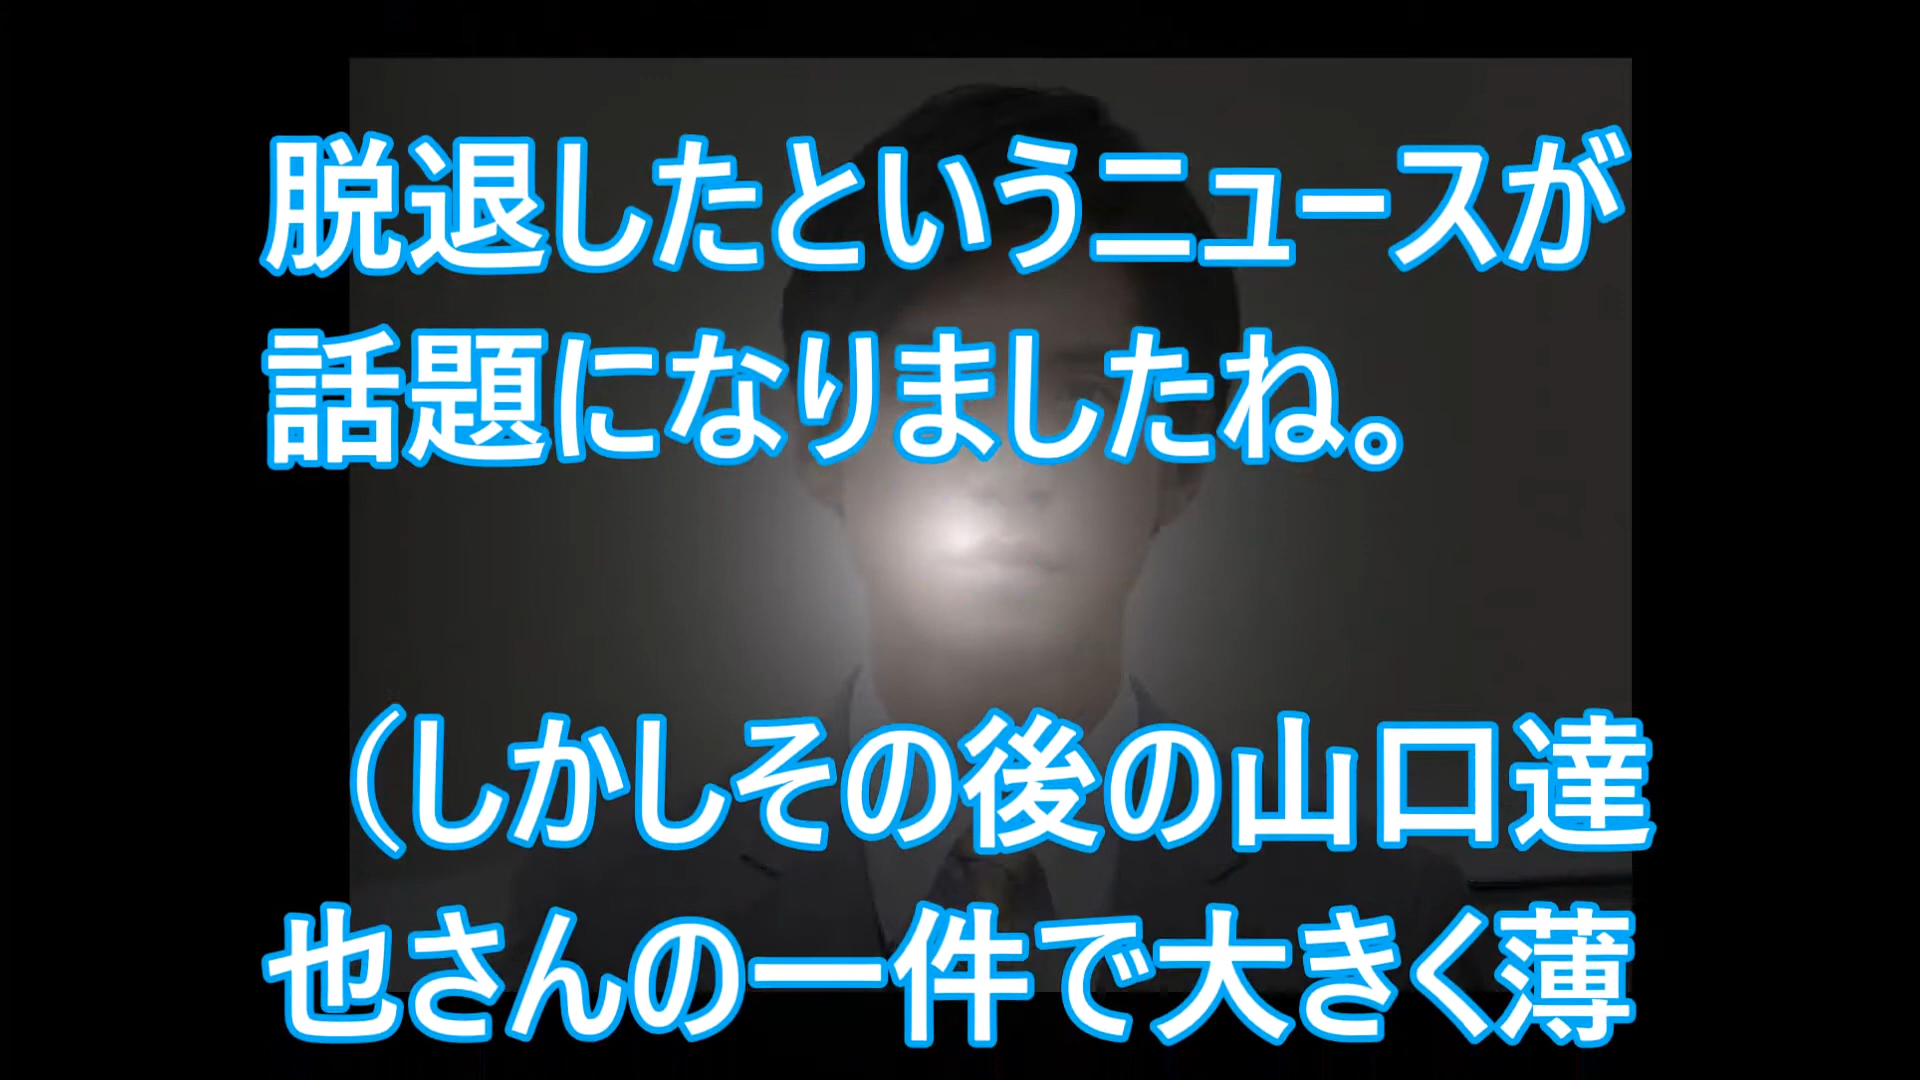 脱退したというニュースが
話題になりましたね。
（しかしその後の山口達
也さんの一件で大きく薄